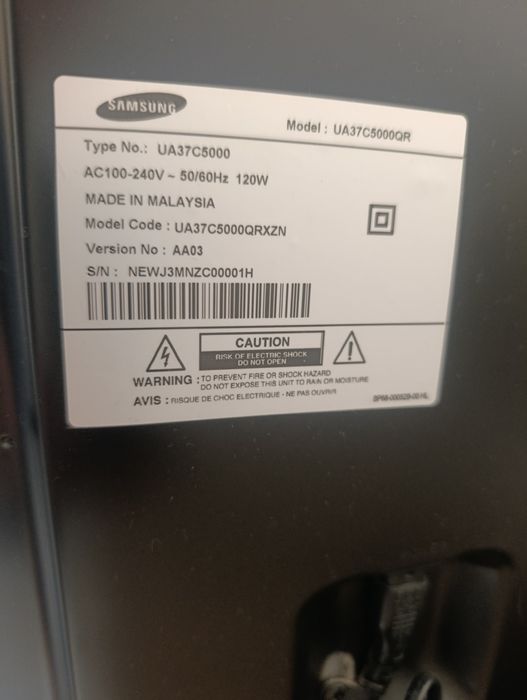 SAMSUNG
Model : UA37C5000QR
Type No.: UA37C5000
AC100-240V ~ 50/60Hz 120W
MADE IN MALAYSIA
Model Code : UA37C5000QRXZN
Version No : AA03
S/N : NEWJ3MNZC00001H
CAUTION
RISK OF ELECTRIC SHOCK
DO NOT OPEN
WARNING : TO PREVENT FIRE OR SHOCK HAZARD
DO NOT EXPOSE THIS UNIT TO RAIN OR MOISTURE
AVIS : RISQUE DE CHOC ELECTRIQUE - NE PAS OUVRIR